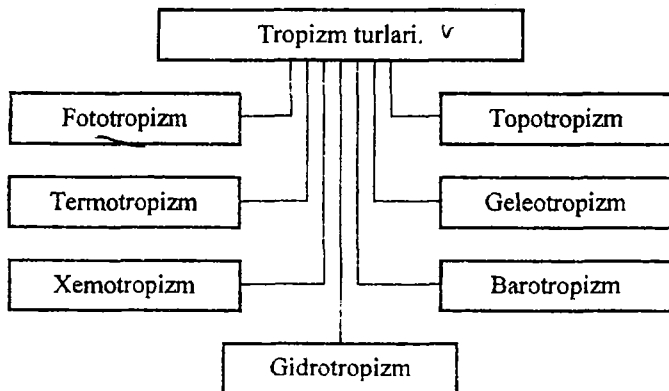 Tropizm turlari. v
Fototropizm
Topotropizm
Termotropizm
Geleotropizm
Xemotropizm
Barotropizm
Gidrotropizm